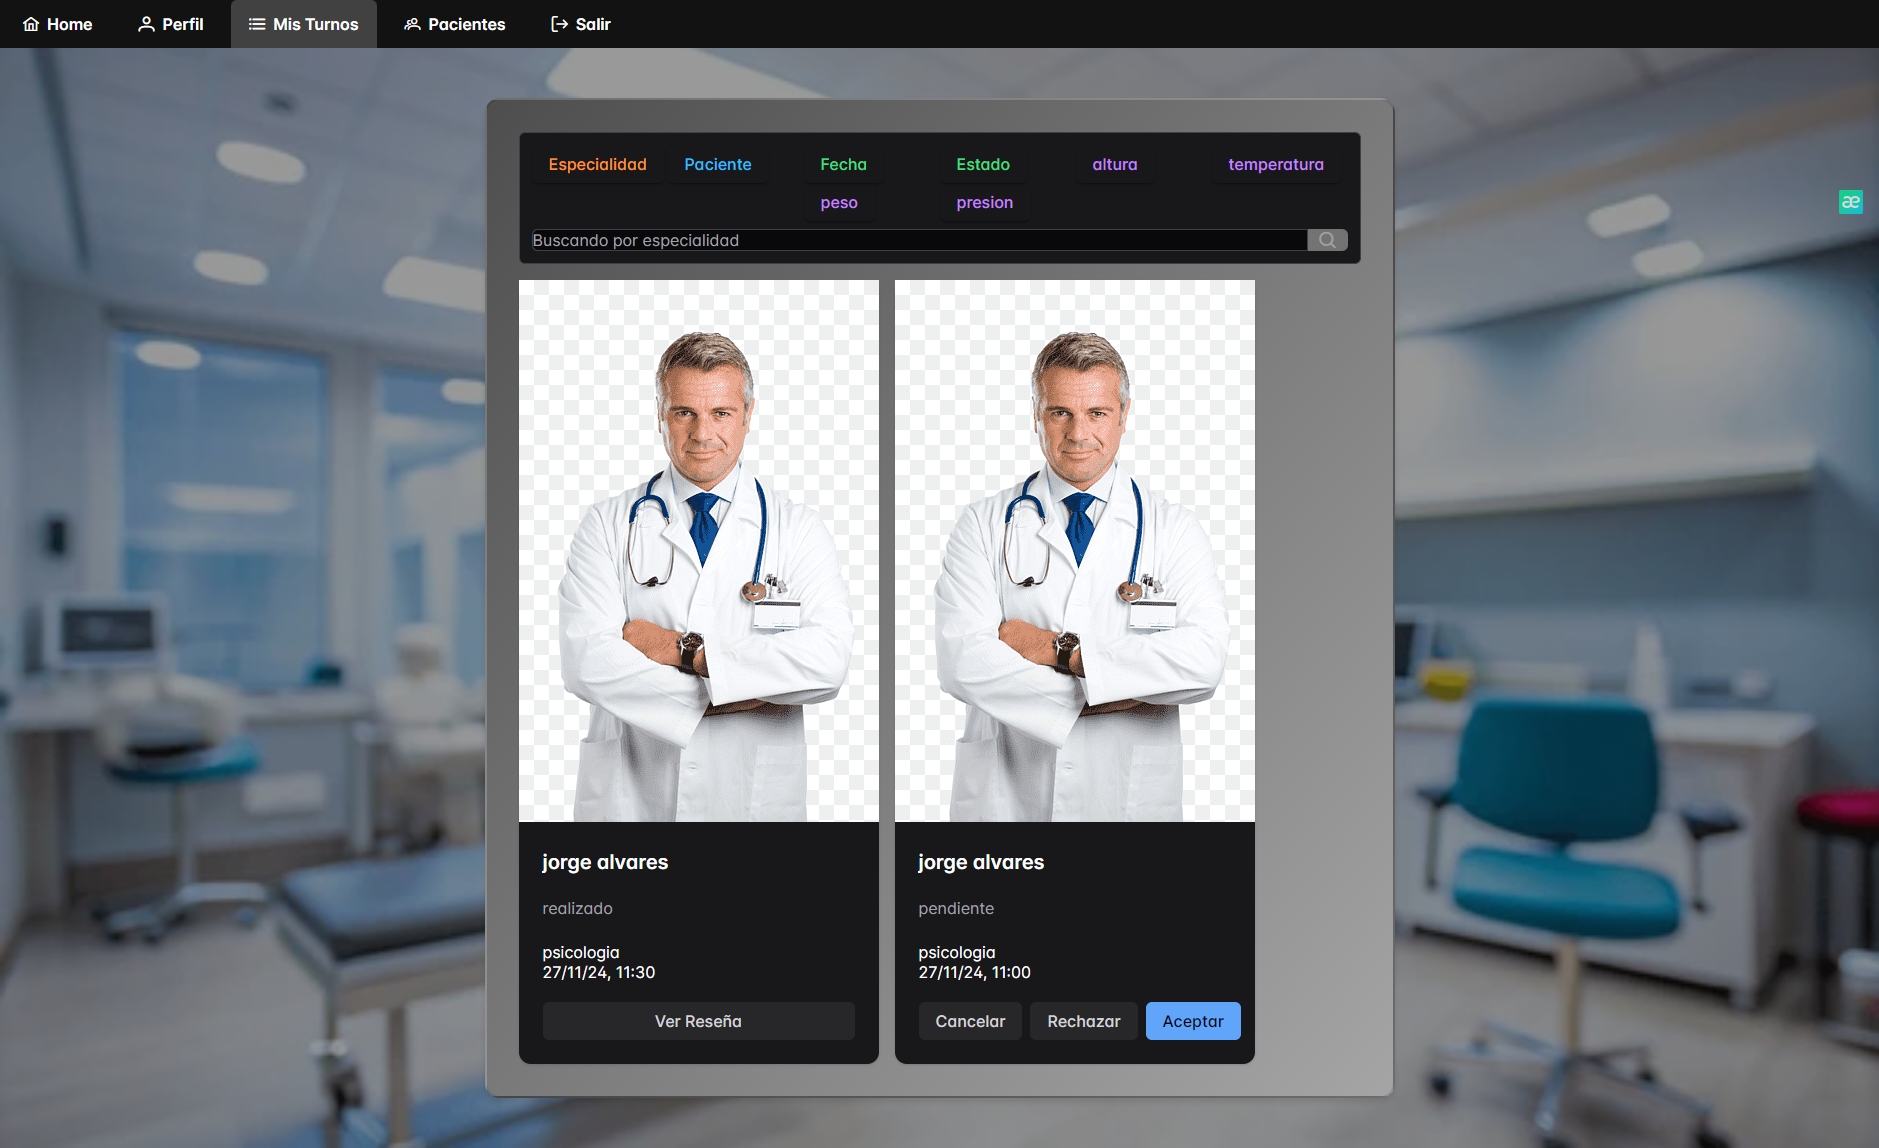 Home Perfil Mis Turnos Pacientes Salir
Especialidad Paciente Fecha Estado altura temperatura
peso presion
Buscando por especialidad
æ
jorge alvares
realizado
psicologia
27/11/24, 11:30
Ver Reseña
jorge alvares
pendiente
psicologia
27/11/24, 11:00
Cancelar Rechazar Aceptar